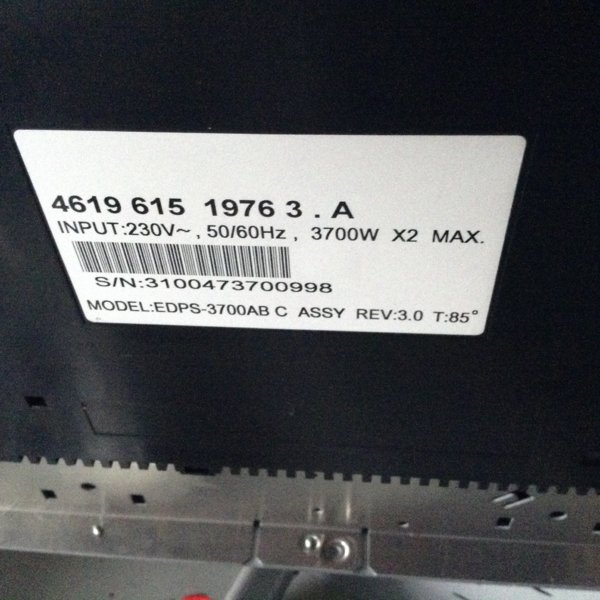 4619 615 1976 3 . A
INPUT:230V~, 50/60Hz, 3700W X2 MAX.
S/N:3100473700998
MODEL:EDPS-3700AB C ASSY REV:3.0 T:85°